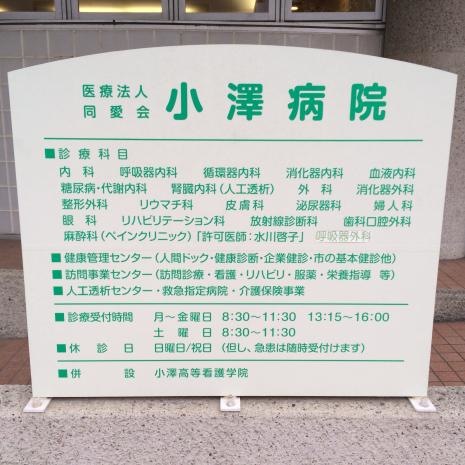 医療法人
同愛会
小澤病院
■診療科目
内科 呼吸器内科 循環器内科 消化器内科 血液内科
糖尿病・代謝内科 腎臓内科(人工透析) 外科 消化器外科
整形外科 リウマチ科 皮膚科 泌尿器科 婦人科
眼科 リハビリテーション科 放射線診断科 歯科口腔外科
麻酔科(ペインクリニック)「許可医師:水川啓子」 呼吸器外科
■健康管理センター(人間ドック・健康診断・企業健診・市の基本健診他)
■訪問事業センター(訪問診療・看護・リハビリ・服薬・栄養指導 等)
■人工透析センター・救急指定病院・介護保険事業
■診療受付時間 月〜金曜日 8:30〜11:30 13:15〜16:00
土曜日 8:30〜11:30
■休診日 日曜日/祝日(但し、急患は随時受付けます)
■併設 小澤高等看護学院